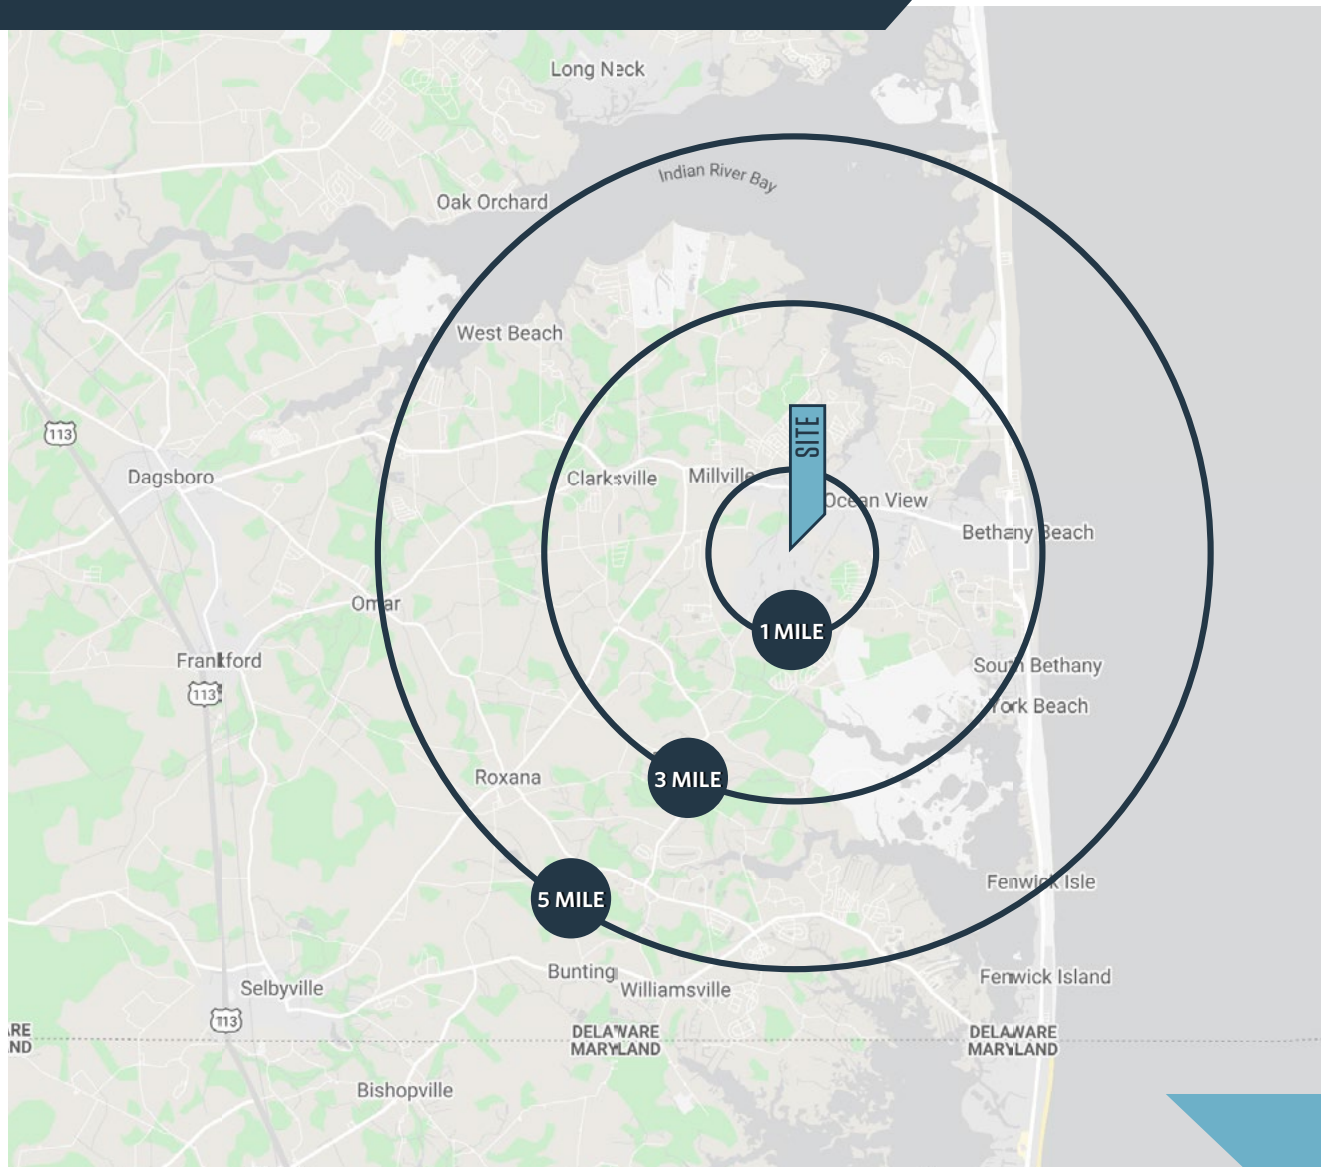 Long Neck
Indian River Bay
Oak Orchard
West Beach
SITE
113
Dagsboro
Clarksville
Millville
Ocean View
Bethany Beach
Omar
1 MILE
Frankford
113
South Bethany
York Beach
Roxana
3 MILE
5 MILE
Fenwick Isle
Bunting
Williamsville
Fenwick Island
Selbyville
113
ARE
ND
DELAWARE
MARYLAND
DELAWARE
MARYLAND
Bishopville